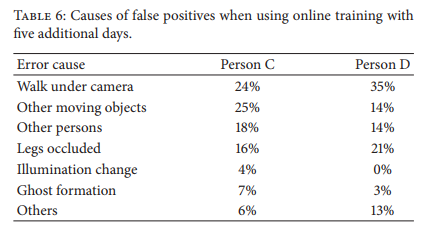 TABLE 6: Causes of false positives when using online training with
five additional days.
Error cause Person C Person D
Walk under camera 24% 35%
Other moving objects 25% 14%
Other persons 18% 14%
Legs occluded 16% 21%
Illumination change 4% 0%
Ghost formation 7% 3%
Others 6% 13%